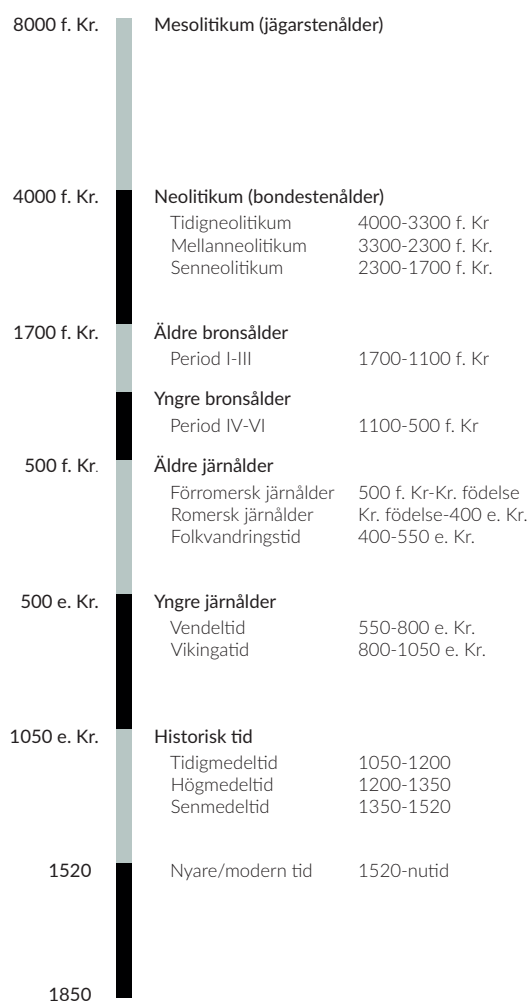 8000 f. Kr. Mesolitikum (jägarstenålder)
4000 f. Kr. Neolitikum (bondestenålder)
Tidigneolitikum 4000-3300 f. Kr
Mellanneolitikum 3300-2300 f. Kr.
Senneolitikum 2300-1700 f. Kr.
1700 f. Kr. Äldre bronsålder
Period I-III 1700-1100 f. Kr
Yngre bronsålder
Period IV-VI 1100-500 f. Kr
500 f. Kr. Äldre järnålder
Förromersk järnålder 500 f. Kr-Kr. födelse
Romersk järnålder Kr. födelse-400 e. Kr.
Folkvandringstid 400-550 e. Kr.
500 e. Kr. Yngre järnålder
Vendeltid 550-800 e. Kr.
Vikingatid 800-1050 e. Kr.
1050 e. Kr. Historisk tid
Tidigmedeltid 1050-1200
Högmedeltid 1200-1350
Senmedeltid 1350-1520
1520 Nyare/modern tid 1520-nutid
1850